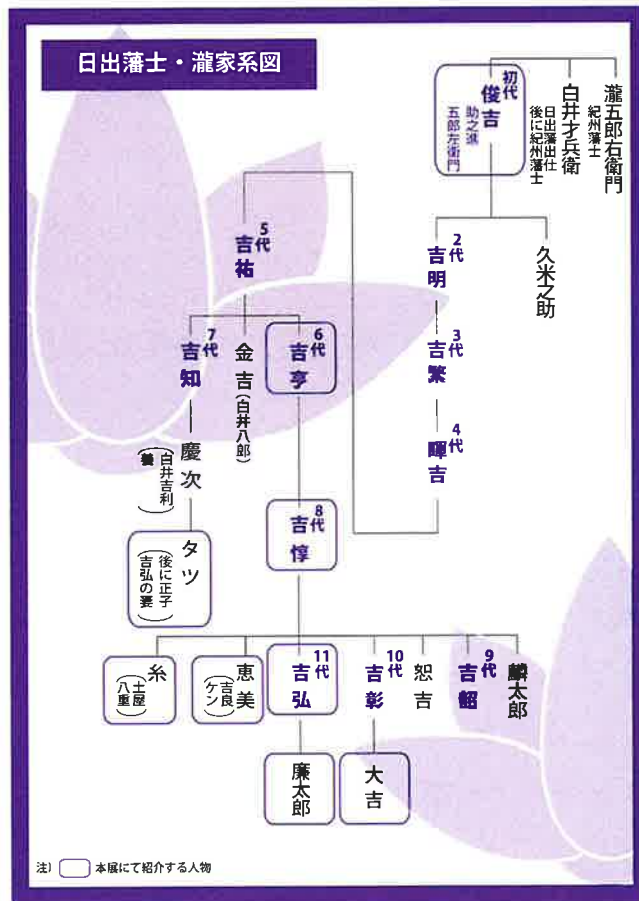 日出藩士・瀧家系図
瀧五郎右衛門
紀州藩士
白井才兵衛
日出藩出仕
後に紀州藩士
初代
俊吉
助之進
五郎左衛門
久米之助
2代
吉明
3代
吉繁
4代
暉吉
5代
吉祐
6代
吉亨
金吉(白井八郎)
7代
吉知
慶次
白井吉利
養
タツ
(後に正子
吉弘の妻)
8代
吉惇
麟太郎
9代
吉韶
恕吉
10代
吉彰
11代
吉弘
恵美
(吉良
ケン)
糸
(土屋
八重)
大吉
廉太郎
注) 本展にて紹介する人物